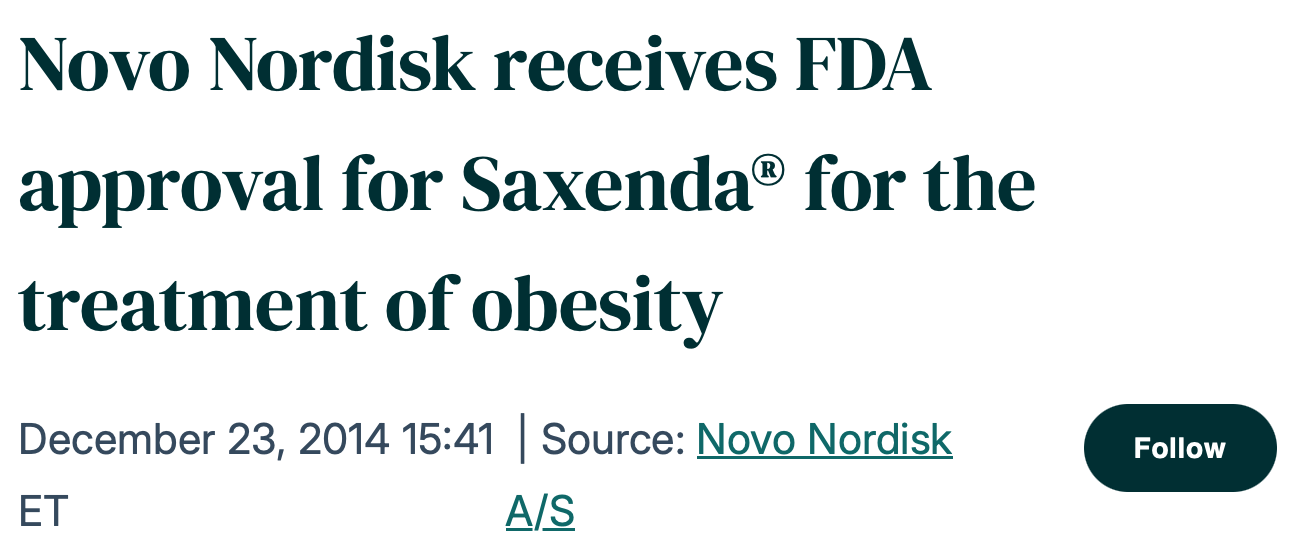 Novo Nordisk receives FDA
approval for Saxenda® for the
treatment of obesity
December 23, 2014 15:41 | Source: Novo Nordisk
ET A/S
Follow